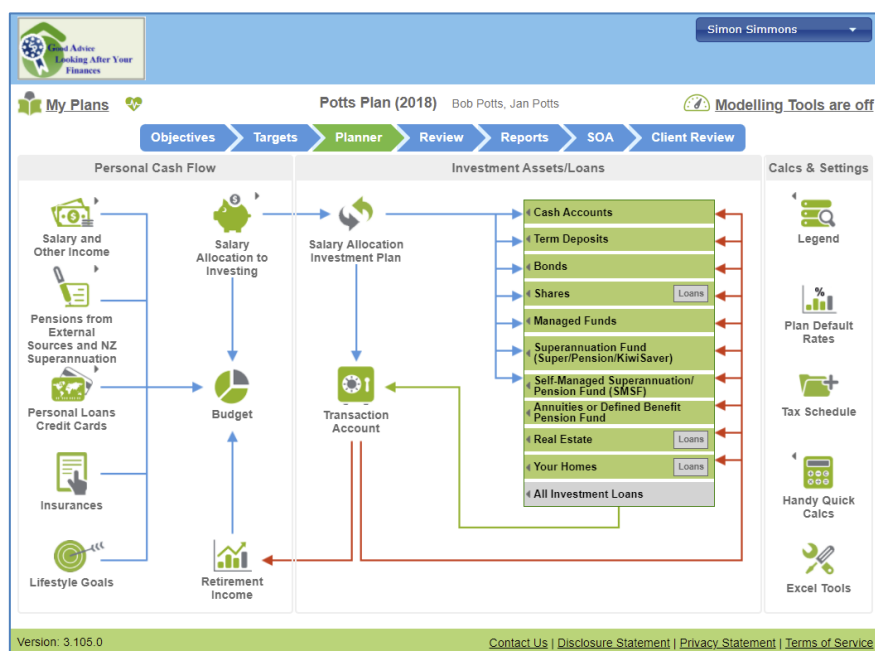 Good Advice
Looking After Your
Finances
Simon Simmons
My Plans
Potts Plan (2018) Bob Potts, Jan Potts
Modelling Tools are off
Objectives
Targets
Planner
Review
Reports
SOA
Client Review
Personal Cash Flow
Investment Assets/Loans
Calcs & Settings
Salary and
Other Income
Salary
Allocation to
Investing
Salary Allocation
Investment Plan
Pensions from
External
Sources and NZ
Superannuation
Personal Loans
Credit Cards
Budget
Transaction
Account
Insurances
Lifestyle Goals
Retirement
Income
Cash Accounts
Term Deposits
Bonds
Shares Loans
Managed Funds
Superannuation Fund
(Super/Pension/KiwiSaver)
Self-Managed Superannuation/
Pension Fund (SMSF)
Annuities or Defined Benefit
Pension Fund
Real Estate Loans
Your Homes Loans
All Investment Loans
Legend
%
Plan Default
Rates
Tax Schedule
Handy Quick
Calcs
Excel Tools
Version: 3.105.0
Contact Us | Disclosure Statement | Privacy Statement | Terms of Service